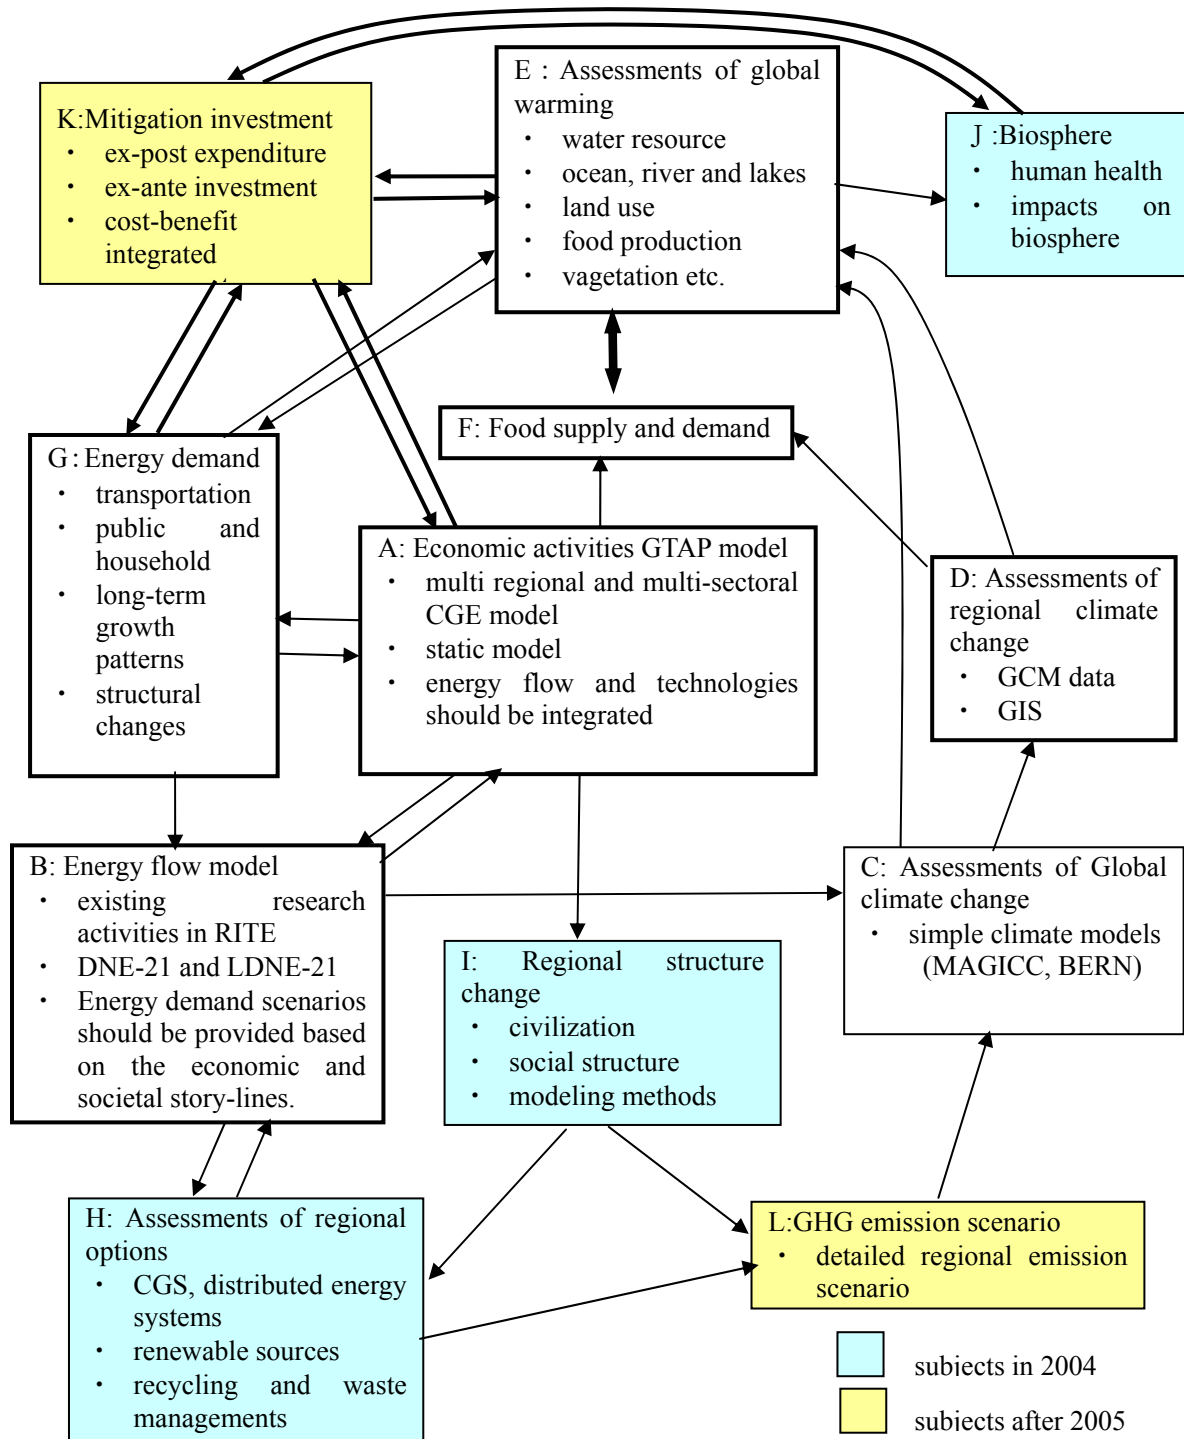 K:Mitigation investment
・ ex-post expenditure
・ ex-ante investment
・ cost-benefit
integrated
E : Assessments of global
warming
・ water resource
・ ocean, river and lakes
・ land use
・ food production
・ vagetation etc.
J :Biosphere
・ human health
・ impacts on
biosphere
F: Food supply and demand
G:Energy demand
・ transportation
・ public and
household
・ long-term
growth
patterns
・ structural
changes
A: Economic activities GTAP model
・ multi regional and multi-sectoral
CGE model
・ static model
・ energy flow and technologies
should be integrated
D: Assessments of
regional climate
change
・ GCM data
・ GIS
B: Energy flow model
・ existing research
activities in RITE
・ DNE-21 and LDNE-21
・ Energy demand scenarios
should be provided based
on the economic and
societal story-lines.
C: Assessments of Global
climate change
・ simple climate models
(MAGICC, BERN)
I: Regional structure
change
・ civilization
・ social structure
・ modeling methods
H: Assessments of regional
options
・ CGS, distributed energy
systems
・ renewable sources
・ recycling and waste
managements
L:GHG emission scenario
・ detailed regional emission
scenario
subjects in 2004
subjects after 2005